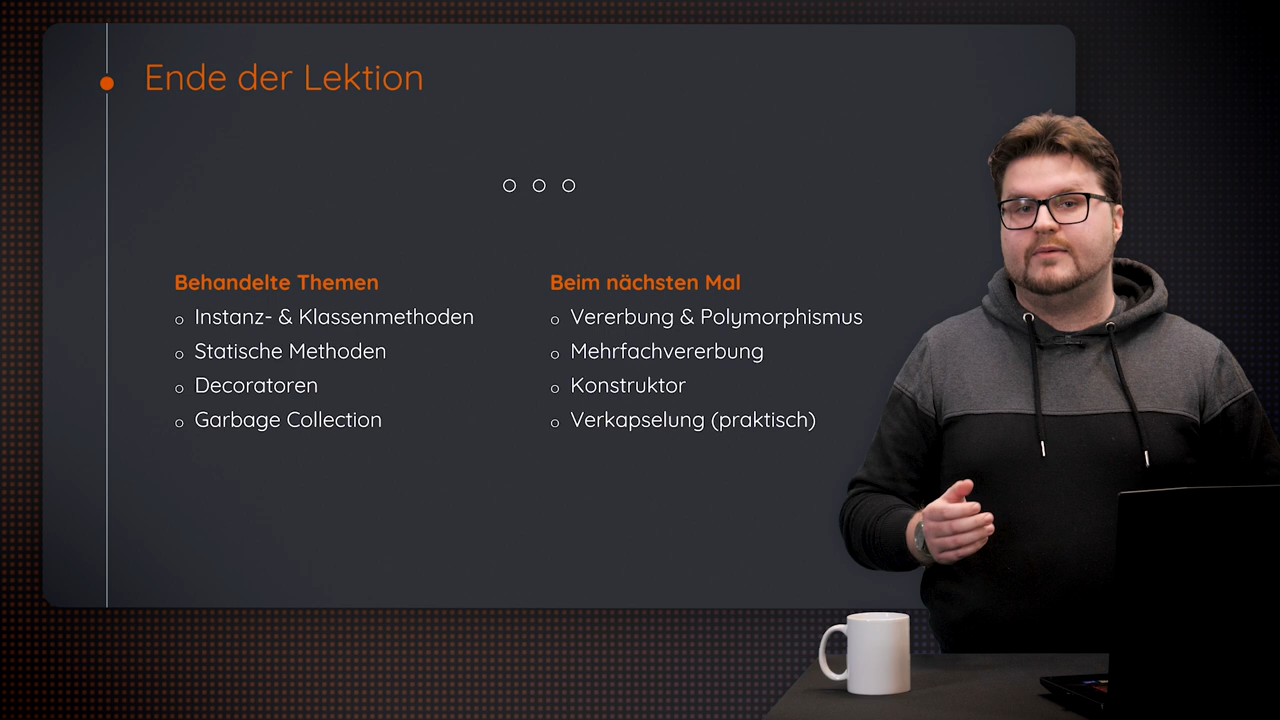 Ende der Lektion
Behandelte Themen
Instanz- & Klassenmethoden
Statische Methoden
Decoratoren
Garbage Collection
Beim nächsten Mal
Vererbung & Polymorphismus
Mehrfachvererbung
Konstruktor
Verkapselung (praktisch)